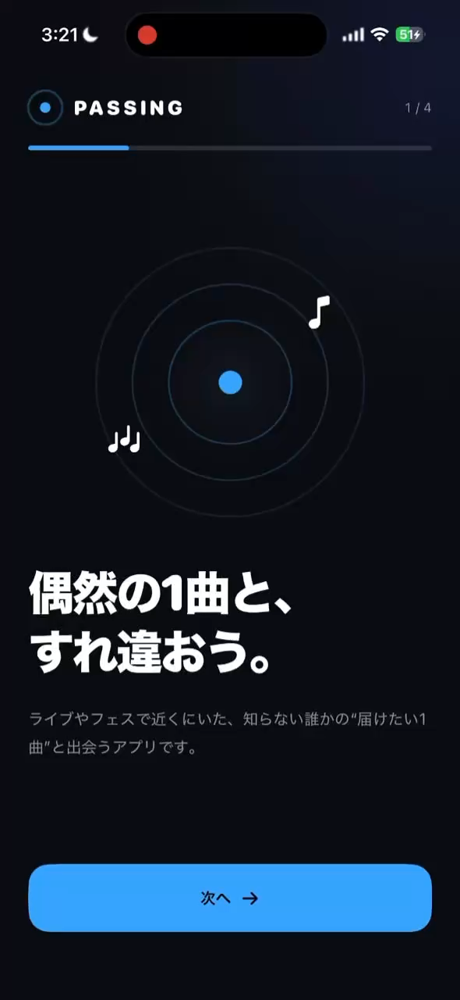 3:21
51
PASSING
1 / 4
偶然の1曲と、
すれ違おう。
ライブやフェスで近くにいた、知らない誰かの“届けたい1
曲”と出会うアプリです。
次へ →